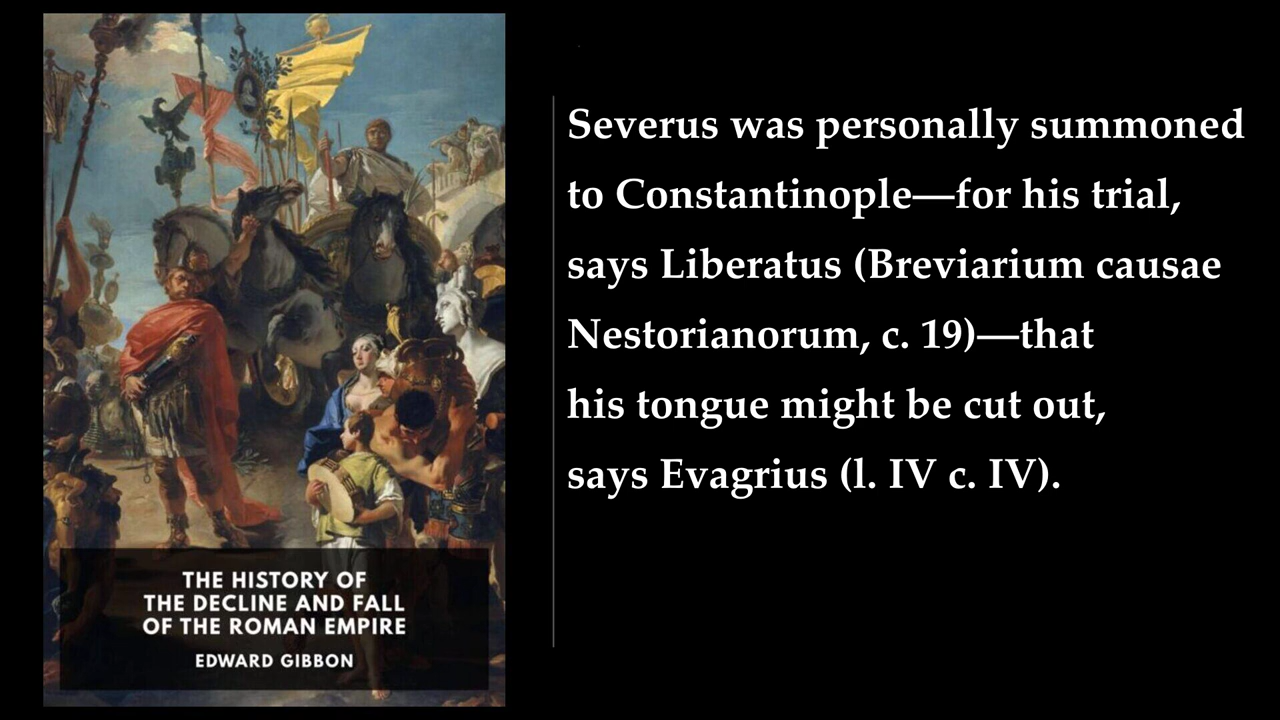 THE HISTORY OF
THE DECLINE AND FALL
OF THE ROMAN EMPIRE
EDWARD GIBBON
Severus was personally summoned
to Constantinople—for his trial,
says Liberatus (Breviarium causae
Nestorianorum, c. 19)—that
his tongue might be cut out,
says Evagrius (l. IV c. IV).